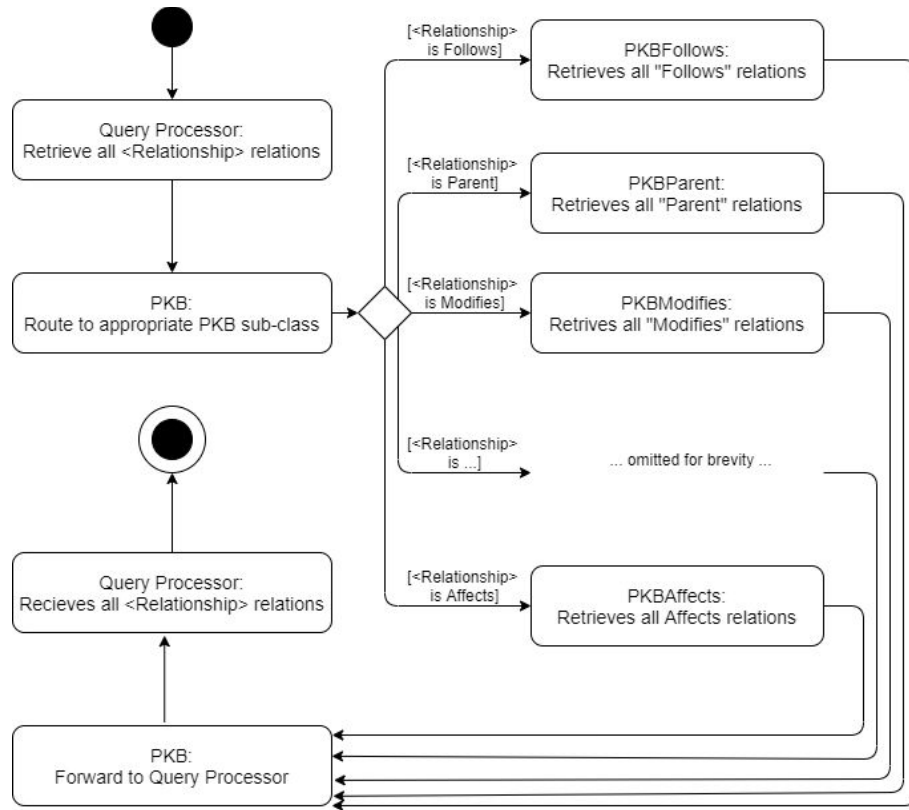 Query Processor:
Retrieve all <Relationship> relations
PKB:
Route to appropriate PKB sub-class
[<Relationship>
is Follows]
PKBFollows:
Retrieves all "Follows" relations
[<Relationship>
is Parent]
PKBParent:
Retrieves all "Parent" relations
[<Relationship>
is Modifies]
PKBModifies:
Retrives all "Modifies" relations
[<Relationship>
is ...]
... omitted for brevity ...
[<Relationship>
is Affects]
PKBAffects:
Retrieves all Affects relations
PKB:
Forward to Query Processor
Query Processor:
Recieves all <Relationship> relations